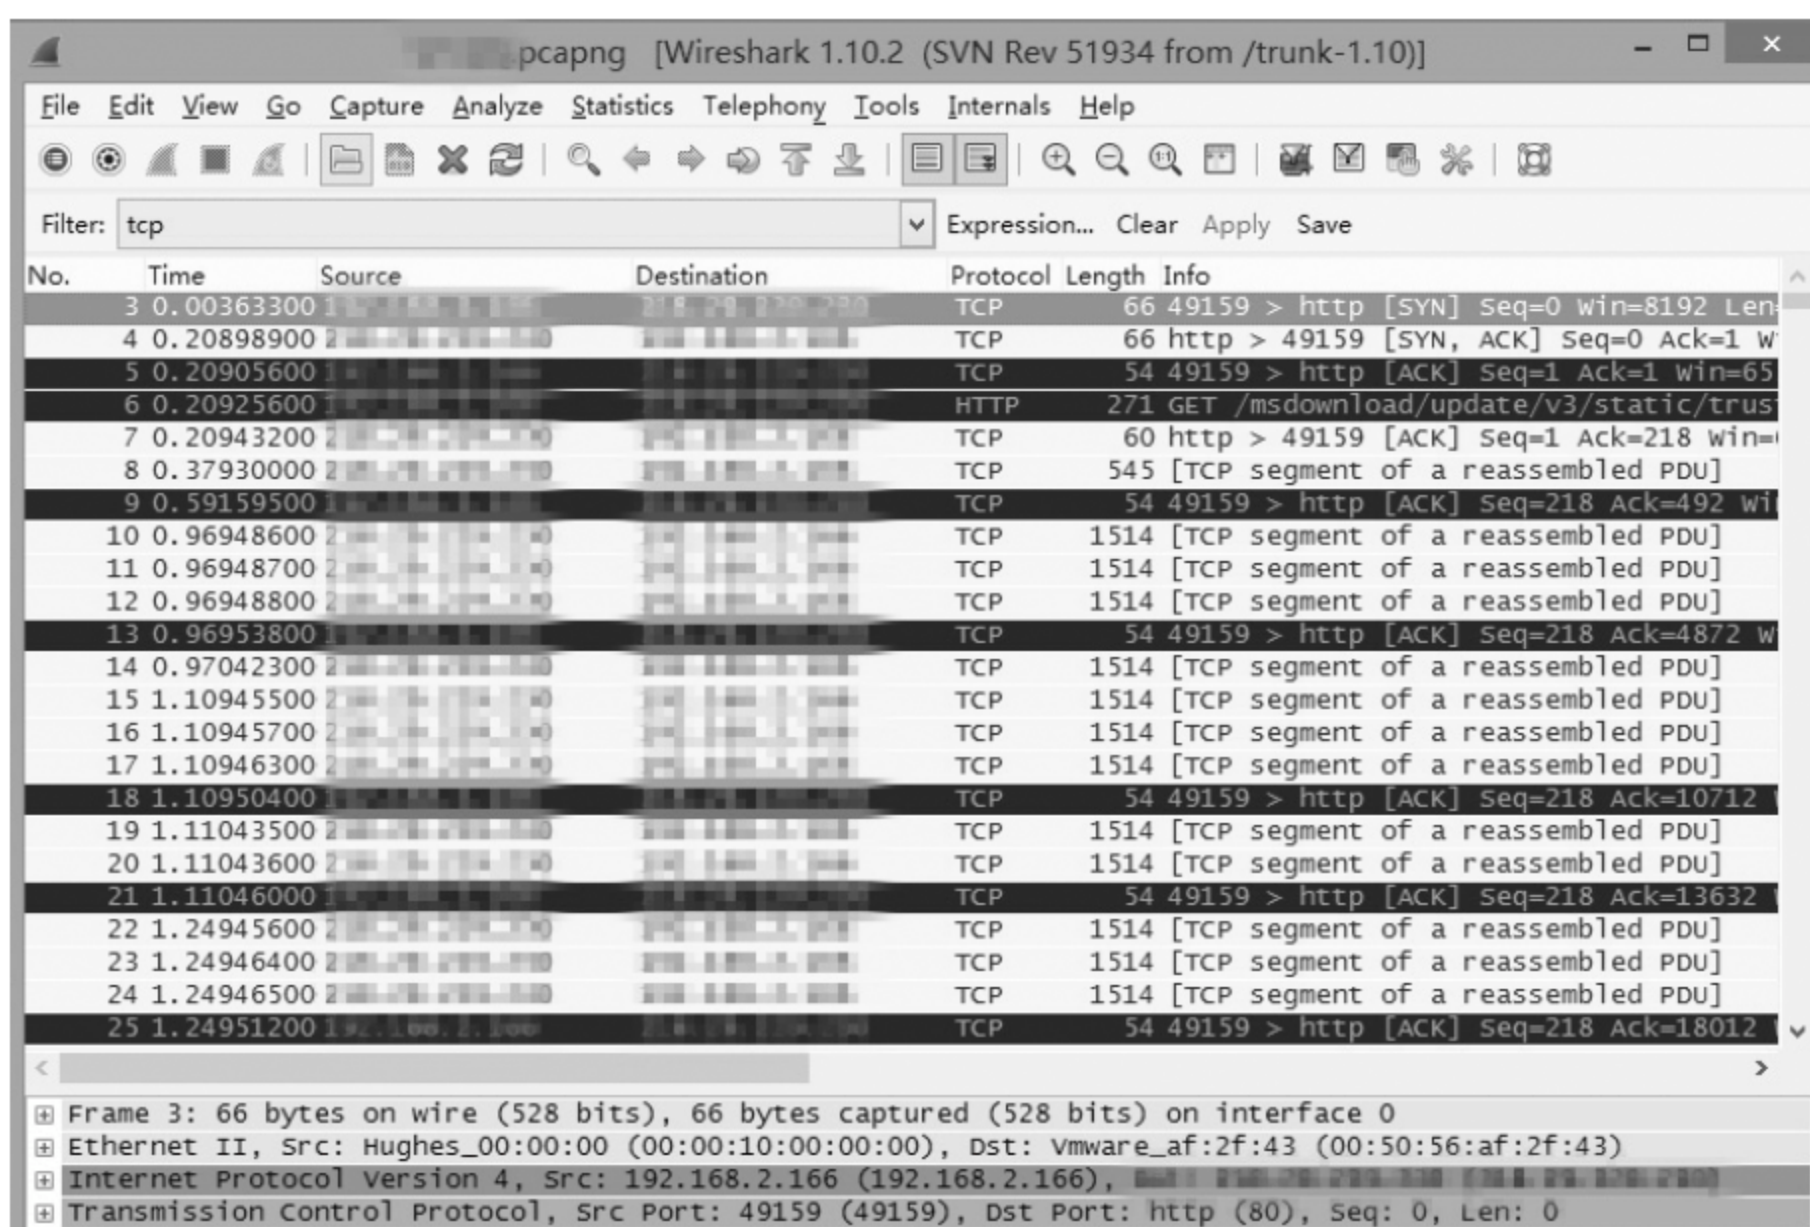 .pcapng [Wireshark 1.10.2 (SVN Rev 51934 from /trunk-1.10)]
File Edit View Go Capture Analyze Statistics Telephony Tools Internals Help
Filter: tcp Expression... Clear Apply Save
No. Time Source Destination Protocol Length Info
3 0.00363300 TCP 66 49159 > http [SYN] Seq=0 Win=8192 Len=
4 0.20898900 TCP 66 http > 49159 [SYN, ACK] Seq=0 Ack=1
5 0.20905600 TCP 54 49159 > http [ACK] Seq=1 Ack=1 Win=65
6 0.20925600 HTTP 271 GET /msdownload/update/v3/static/trus
7 0.20943200 TCP 60 http > 49159 [ACK] Seq=1 Ack=218 Win=
8 0.37930000 TCP 545 [TCP segment of a reassembled PDU]
9 0.59159500 TCP 54 49159 > http [ACK] Seq=218 Ack=492 Wi
10 0.96948600 TCP 1514 [TCP segment of a reassembled PDU]
11 0.96948700 TCP 1514 [TCP segment of a reassembled PDU]
12 0.96948800 TCP 1514 [TCP segment of a reassembled PDU]
13 0.96953800 TCP 54 49159 > http [ACK] Seq=218 Ack=4872 W
14 0.97042300 TCP 1514 [TCP segment of a reassembled PDU]
15 1.10945500 TCP 1514 [TCP segment of a reassembled PDU]
16 1.10945700 TCP 1514 [TCP segment of a reassembled PDU]
17 1.10946300 TCP 1514 [TCP segment of a reassembled PDU]
18 1.10950400 TCP 54 49159 > http [ACK] Seq=218 Ack=10712
19 1.11043500 TCP 1514 [TCP segment of a reassembled PDU]
20 1.11043600 TCP 1514 [TCP segment of a reassembled PDU]
21 1.11046000 TCP 54 49159 > http [ACK] Seq=218 Ack=13632
22 1.24945600 TCP 1514 [TCP segment of a reassembled PDU]
23 1.24946400 TCP 1514 [TCP segment of a reassembled PDU]
24 1.24946500 TCP 1514 [TCP segment of a reassembled PDU]
25 1.24951200 TCP 54 49159 > http [ACK] Seq=218 Ack=18012
Frame 3: 66 bytes on wire (528 bits), 66 bytes captured (528 bits) on interface 0
Ethernet II, Src: Hughes_00:00:00 (00:00:10:00:00:00), Dst: Vmware_af:2f:43 (00:50:56:af:2f:43)
Internet Protocol Version 4, Src: 192.168.2.166 (192.168.2.166),
Transmission Control Protocol, Src Port: 49159 (49159), Dst Port: http (80), Seq: 0, Len: 0